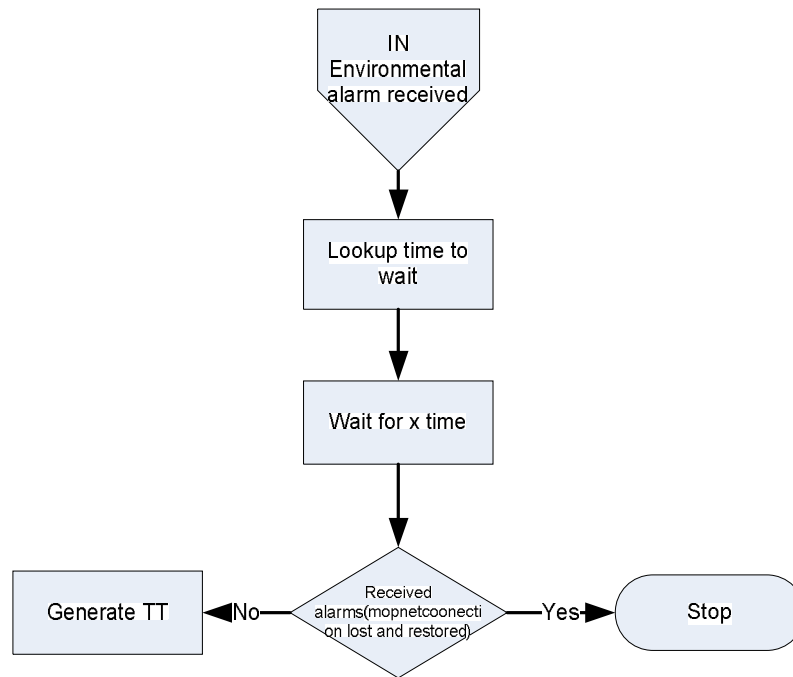 IN
Environmental
alarm received
Lookup time to
wait
Wait for x time
Received
alarms(mopnetcoonecti
on lost and restored)
No
Yes
Generate TT
Stop